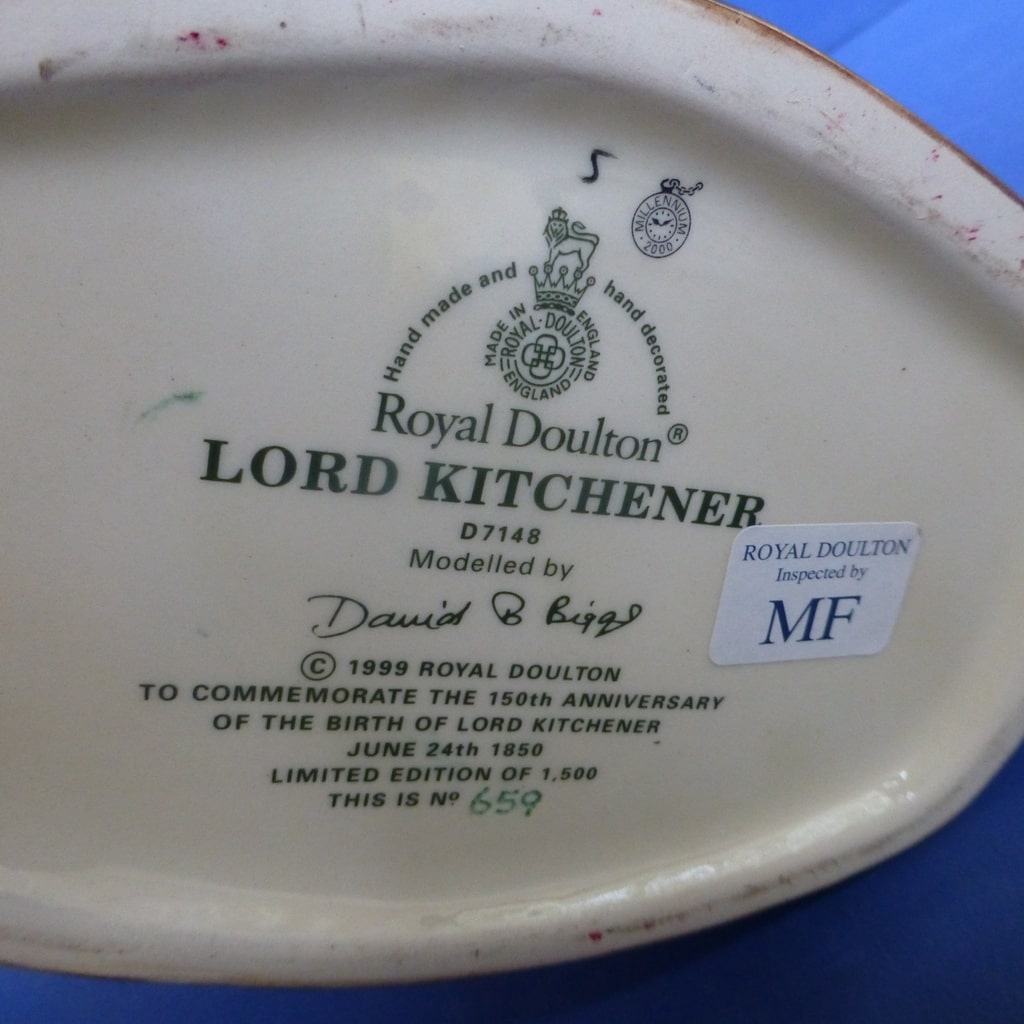 5
MILLENNIUM
2000
Hand made and hand decorated
MADE IN ENGLAND
ROYAL·DOULTON
ENGLAND
Royal Doulton®
LORD KITCHENER
D7148
Modelled by
David B Biggs
© 1999 ROYAL DOULTON
TO COMMEMORATE THE 150th ANNIVERSARY
OF THE BIRTH OF LORD KITCHENER
JUNE 24th 1850
LIMITED EDITION OF 1,500
THIS IS Nº 659
ROYAL DOULTON
Inspected by
MF